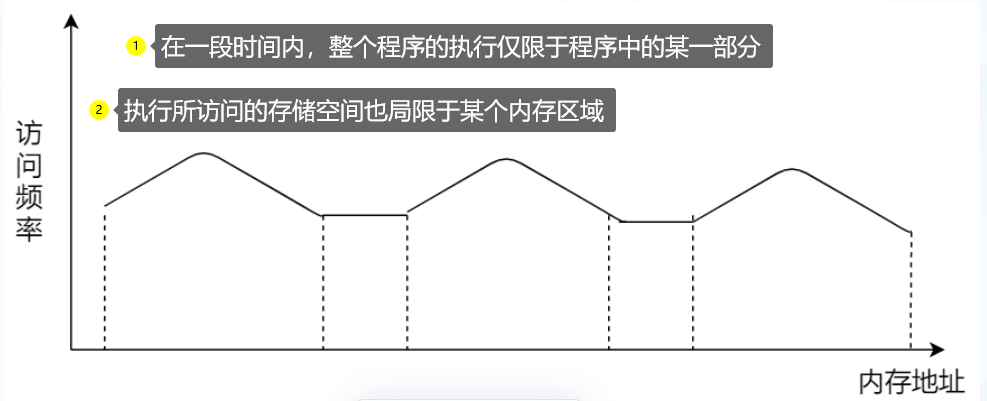 1 在一段时间内，整个程序的执行仅限于程序中的某一部分
2 执行所访问的存储空间也局限于某个内存区域
访问频率
内存地址